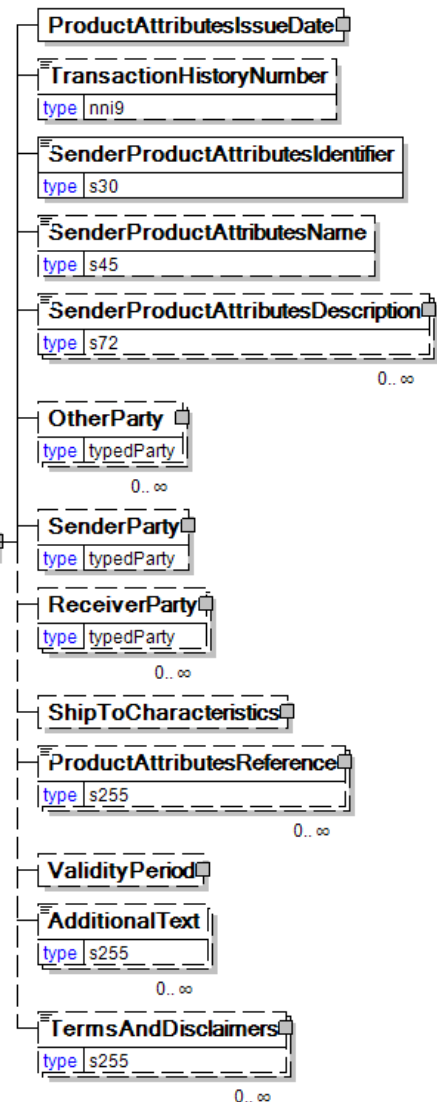 ProductAttributesIssueDate
TransactionHistoryNumber
type nni9
SenderProductAttributesIdentifier
type s30
SenderProductAttributesName
type s45
SenderProductAttributesDescription
type s72
0.. ∞
OtherParty
type typedParty
0.. ∞
SenderParty
type typedParty
ReceiverParty
type typedParty
0.. ∞
ShipToCharacteristics
ProductAttributesReference
type s255
0.. ∞
ValidityPeriod
AdditionalText
type s255
0.. ∞
TermsAndDisclaimers
type s255
0.. ∞